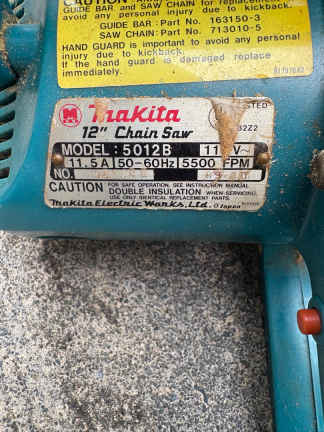 CAUTION
GUIDE BAR AND SAW CHAIN for replacement
avoid any personal injury due to kickback.
GUIDE BAR: Part No. 163150-3
SAW CHAIN: Part No. 713010-5
HAND GUARD is important to avoid any personal
injury due to kickback.
If the hand guard is damaged replace
immediately.
Makita
12" Chain Saw
MODEL: 5012B
11.5A 50-60Hz 5500 FPM
NO.
CAUTION
FOR SAFE OPERATION, SEE INSTRUCTION MANUAL.
DOUBLE INSULATION WHEN SERVICING,
USE ONLY IDENTICAL REPLACEMENT PARTS.
Makita Electric Works, Ltd. Japan